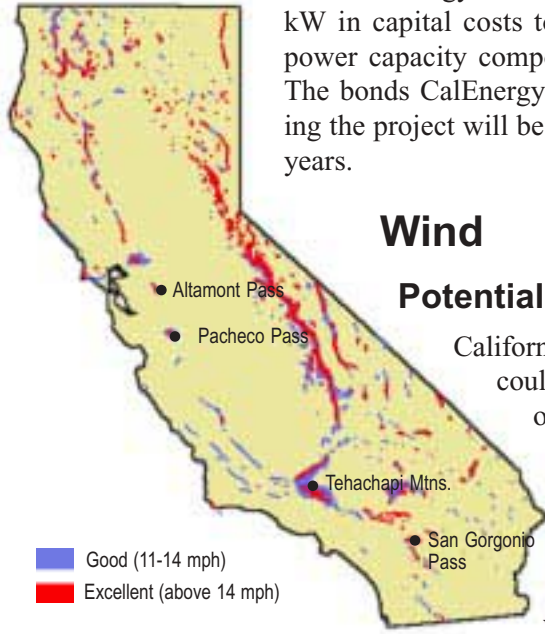 kW in capital costs to
power capacity compe
The bonds CalEnergy
ing the project will be
years.
Wind
Potential
Californ
coul
o
Altamont Pass
Pacheco Pass
Tehachapi Mtns.
San Gorgonio
Pass
Good (11-14 mph)
Excellent (above 14 mph)